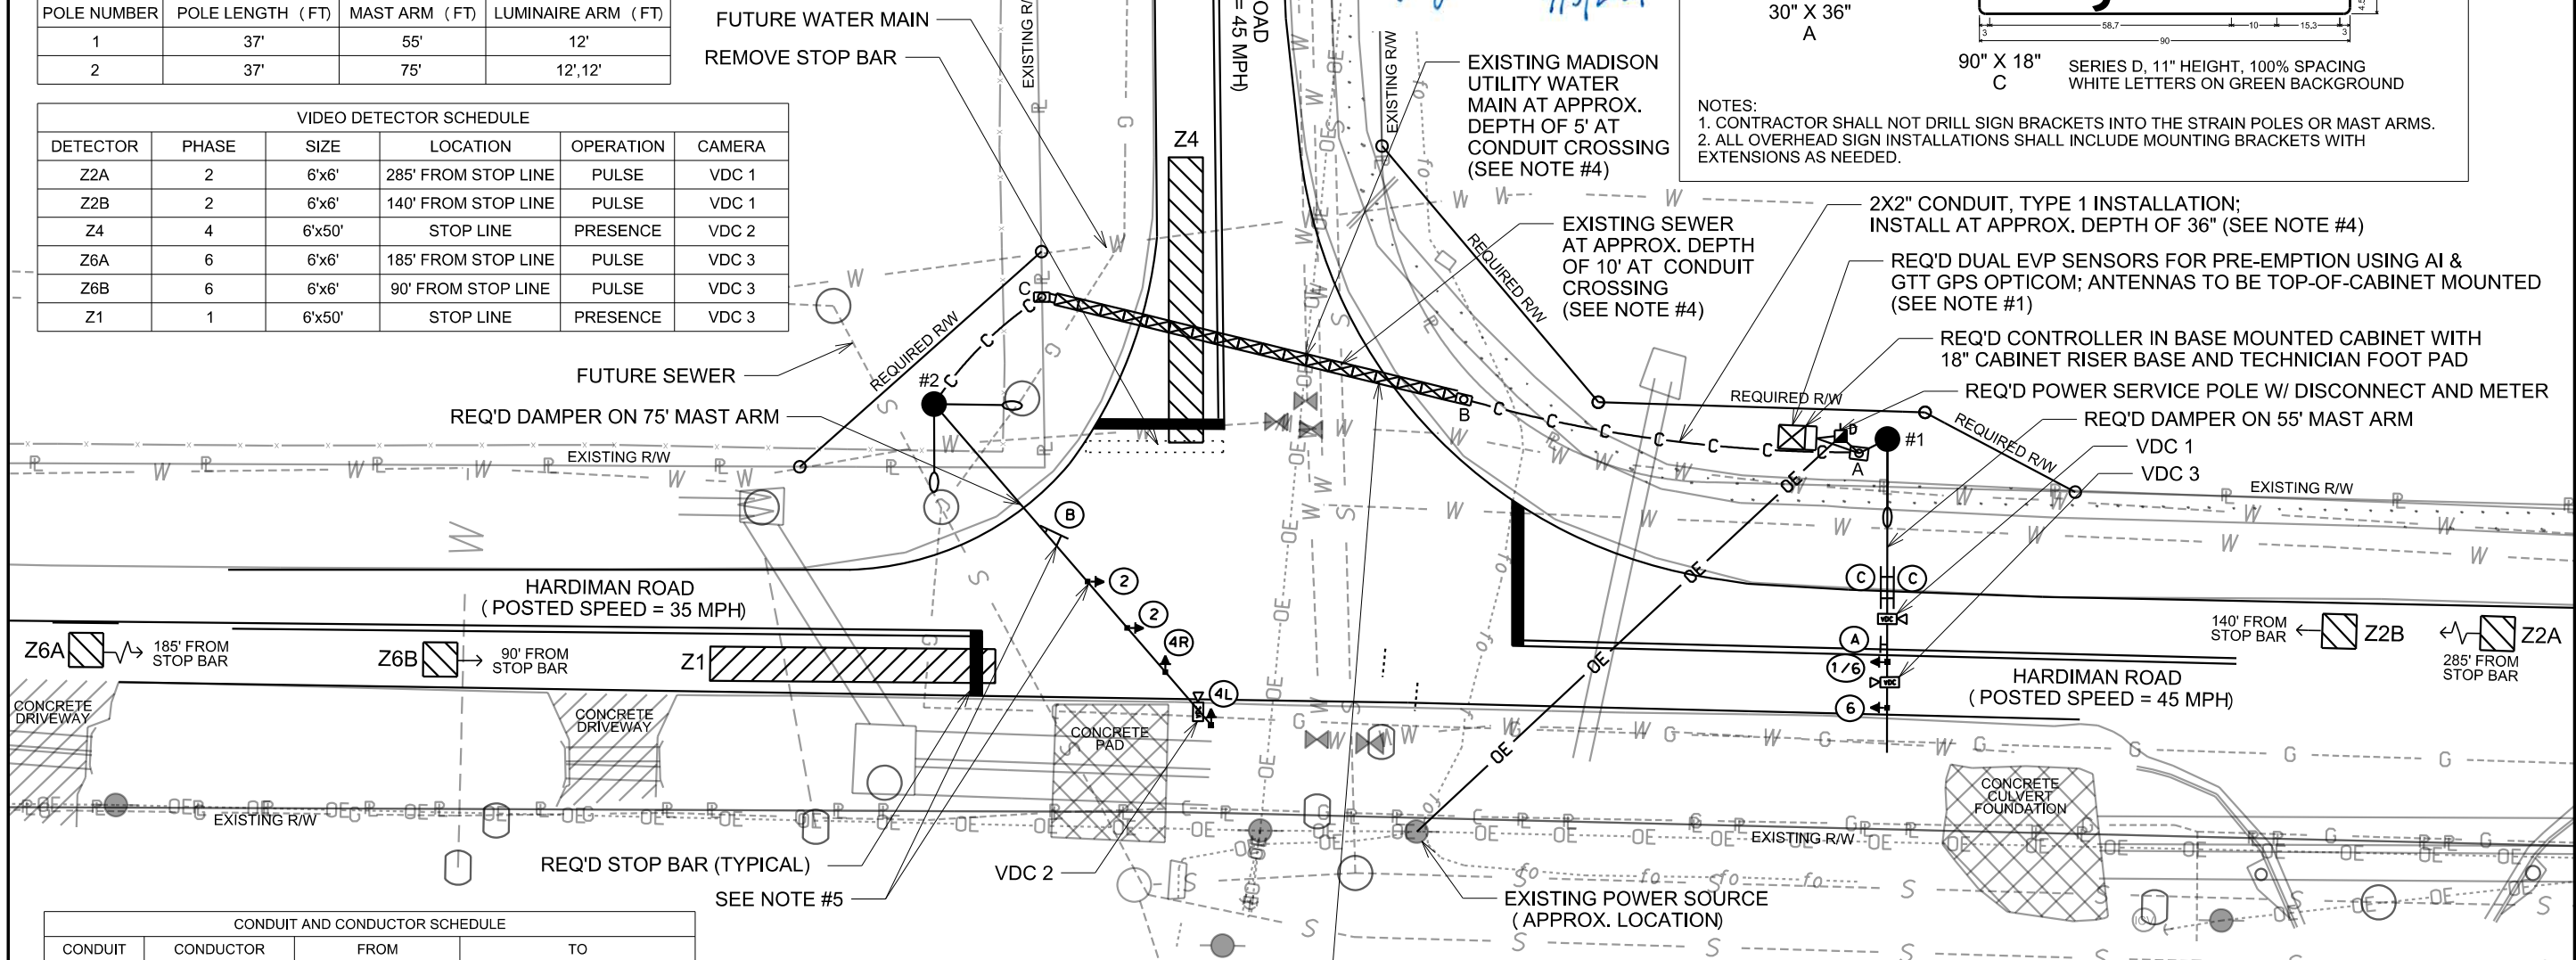 POLE NUMBER POLE LENGTH (FT) MAST ARM (FT) LUMINAIRE ARM (FT)
1 37' 55' 12'
2 37' 75' 12',12'
VIDEO DETECTOR SCHEDULE
DETECTOR PHASE SIZE LOCATION OPERATION CAMERA
Z2A 2 6'x6' 285' FROM STOP LINE PULSE VDC 1
Z2B 2 6'x6' 140' FROM STOP LINE PULSE VDC 1
Z4 4 6'x50' STOP LINE PRESENCE VDC 2
Z6A 6 6'x6' 185' FROM STOP LINE PULSE VDC 3
Z6B 6 6'x6' 90' FROM STOP LINE PULSE VDC 3
Z1 1 6'x50' STOP LINE PRESENCE VDC 3
FUTURE WATER MAIN
REMOVE STOP BAR
EXISTING R/W
OAD
= 45 MPH)
Z4
EXISTING R/W
EXISTING MADISON
UTILITY WATER
MAIN AT APPROX.
DEPTH OF 5' AT
CONDUIT CROSSING
(SEE NOTE #4)
30" X 36"
A
3 58.7 10 15.3 3
90
90" X 18"
C
SERIES D, 11" HEIGHT, 100% SPACING
WHITE LETTERS ON GREEN BACKGROUND
NOTES:
1. CONTRACTOR SHALL NOT DRILL SIGN BRACKETS INTO THE STRAIN POLES OR MAST ARMS.
2. ALL OVERHEAD SIGN INSTALLATIONS SHALL INCLUDE MOUNTING BRACKETS WITH
EXTENSIONS AS NEEDED.
EXISTING SEWER
AT APPROX. DEPTH
OF 10' AT CONDUIT
CROSSING
(SEE NOTE #4)
2X2" CONDUIT, TYPE 1 INSTALLATION;
INSTALL AT APPROX. DEPTH OF 36" (SEE NOTE #4)
REQ'D DUAL EVP SENSORS FOR PRE-EMPTION USING AI &
GTT GPS OPTICOM; ANTENNAS TO BE TOP-OF-CABINET MOUNTED
(SEE NOTE #1)
REQ'D CONTROLLER IN BASE MOUNTED CABINET WITH
18" CABINET RISER BASE AND TECHNICIAN FOOT PAD
REQ'D POWER SERVICE POLE W/ DISCONNECT AND METER
REQ'D DAMPER ON 55' MAST ARM
VDC 1
VDC 3
REQUIRED R/W
REQUIRED R/W
REQUIRED R/W
REQUIRED R/W
FUTURE SEWER
REQ'D DAMPER ON 75' MAST ARM
#2
C
B
A
D
#1
EXISTING R/W
EXISTING R/W
B
2
2
4R
4L
C C
A
1/6
6
HARDIMAN ROAD
(POSTED SPEED = 35 MPH)
Z6A
185' FROM
STOP BAR
Z6B
90' FROM
STOP BAR
Z1
140' FROM
STOP BAR
Z2B
Z2A
285' FROM
STOP BAR
HARDIMAN ROAD
(POSTED SPEED = 45 MPH)
CONCRETE
DRIVEWAY
CONCRETE
DRIVEWAY
CONCRETE
PAD
CONCRETE
CULVERT
FOUNDATION
EXISTING R/W
EXISTING R/W
REQ'D STOP BAR (TYPICAL)
SEE NOTE #5
VDC 2
EXISTING POWER SOURCE
(APPROX. LOCATION)
CONDUIT AND CONDUCTOR SCHEDULE
CONDUIT CONDUCTOR FROM TO